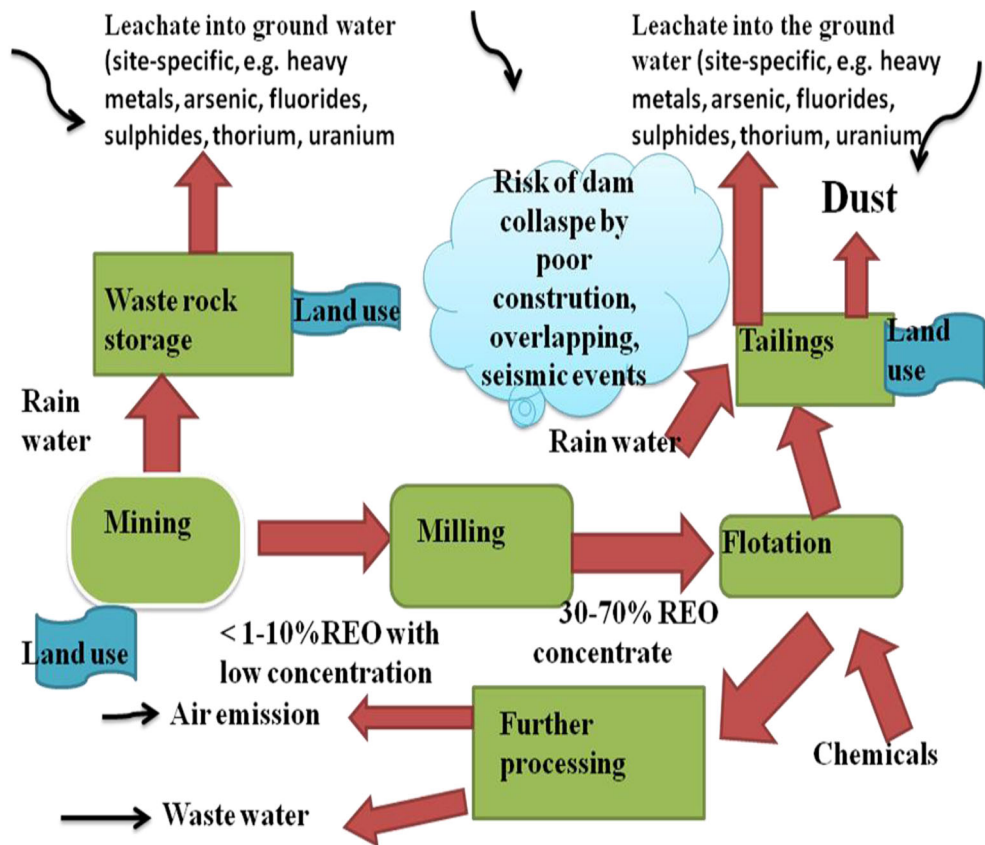 Leachate into ground water
(site-specific, e.g. heavy
metals, arsenic, fluorides,
sulphides, thorium, uranium
Leachate into the ground
water (site-specific, e.g. heavy
metals, arsenic, fluorides,
sulphides, thorium, uranium
Risk of dam
collaspe by
poor
constrution,
overlapping,
seismic events
Dust
Waste rock
storage
Land use
Tailings
Land
use
Rain
water
Rain water
Mining
Milling
Flotation
Land use
< 1-10%REO with
low concentration
30-70% REO
concentrate
Air emission
Further
processing
Chemicals
Waste water